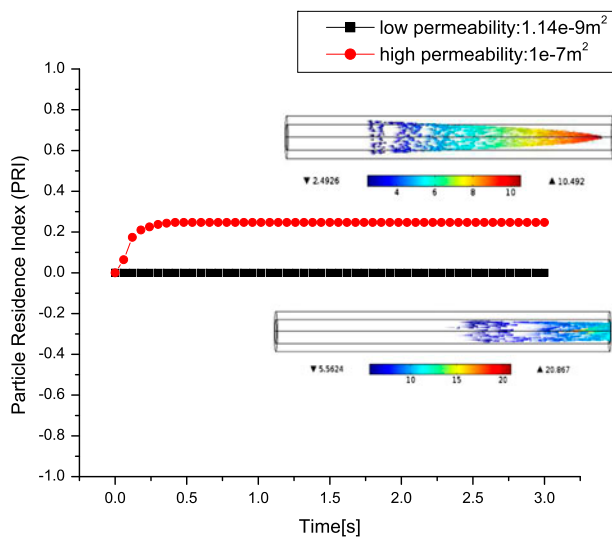 low permeability:1.14e-9m²
high permeability:1e-7m²
1.0
0.8
0.6
0.4
0.2
0.0
-0.2
-0.4
-0.6
-0.8
-1.0
Particle Residence Index (PRI)
▼ 2.4926
4 6 8 10
▲ 10.492
▼ 5.5624
10 15 20
▲ 20.867
0.0 0.5 1.0 1.5 2.0 2.5 3.0
Time[s]